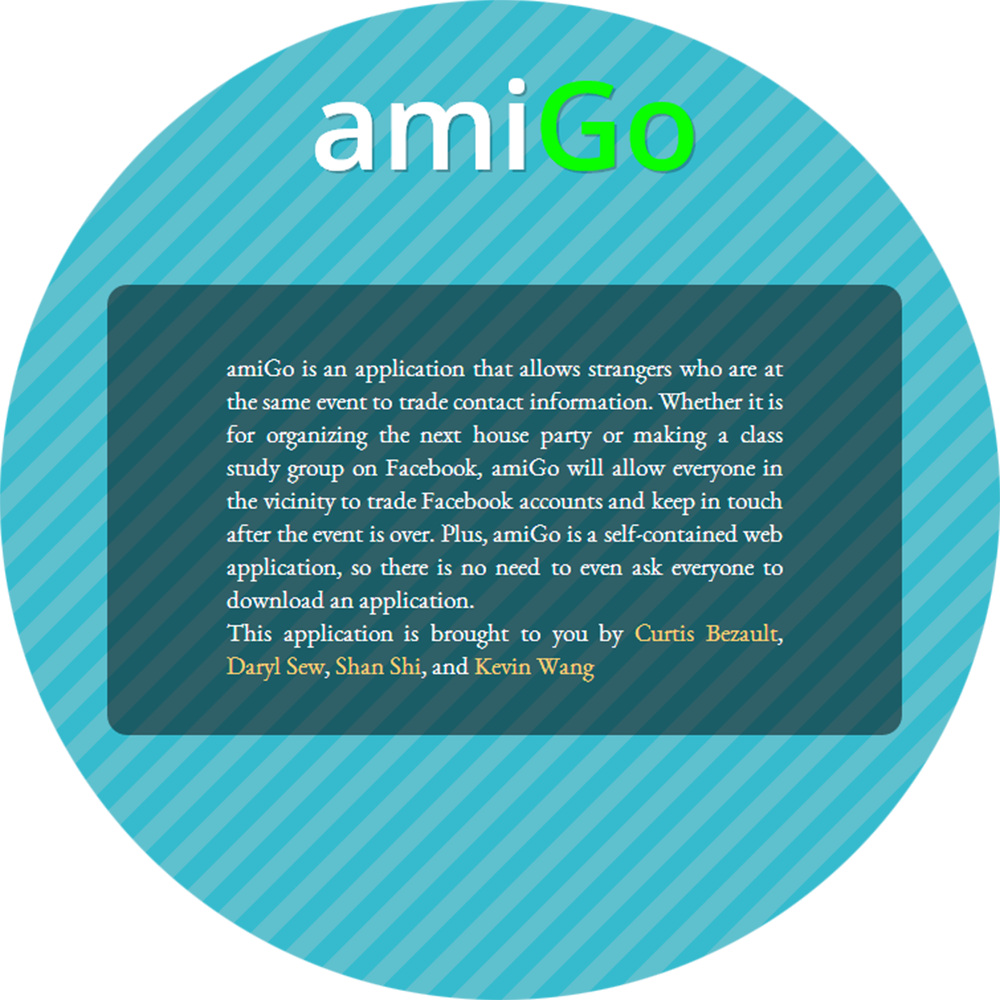 amiGo
amiGo is an application that allows strangers who are at
the same event to trade contact information. Whether it is
for organizing the next house party or making a class
study group on Facebook, amiGo will allow everyone in
the vicinity to trade Facebook accounts and keep in touch
after the event is over. Plus, amiGo is a self-contained web
application, so there is no need to even ask everyone to
download an application.
This application is brought to you by Curtis Bezault,
Daryl Sew, Shan Shi, and Kevin Wang